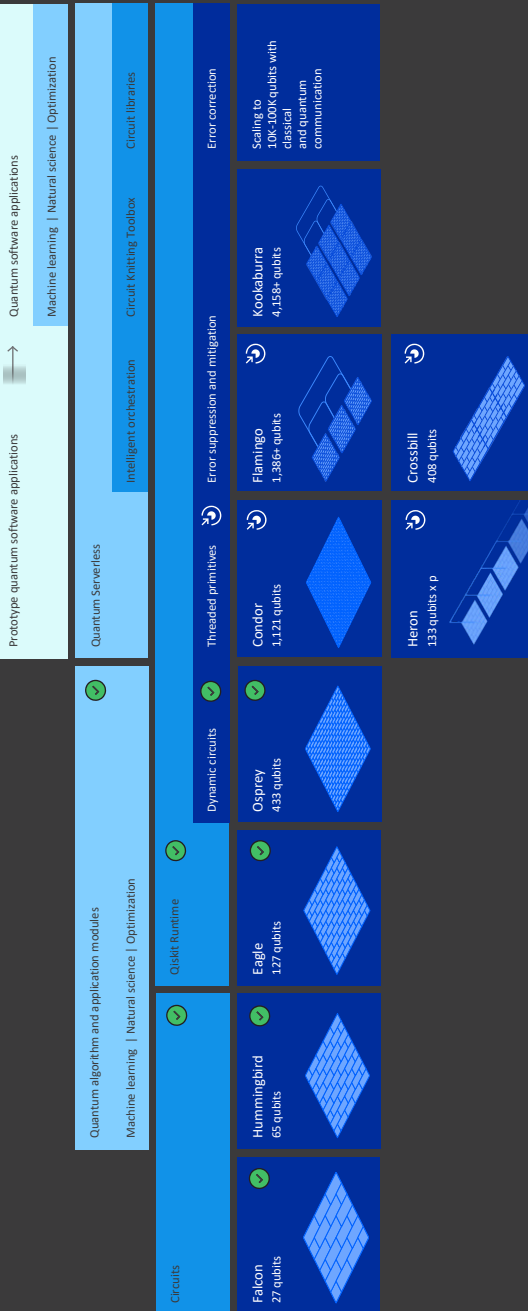 Prototype quantum software applications
Quantum software applications
Machine learning | Natural science | Optimization
Quantum algorithm and application modules
Machine learning | Natural science | Optimization
Quantum Serverless
Intelligent orchestration
Circuit Knitting Toolbox
Circuit libraries
Circuits
Qiskit Runtime
Dynamic circuits
Threaded primitives
Error suppression and mitigation
Error correction
Falcon
27 qubits
Hummingbird
65 qubits
Eagle
127 qubits
Osprey
433 qubits
Condor
1,121 qubits
Flamingo
1,386+ qubits
Kookaburra
4,158+ qubits
Scaling to
10K-100K qubits with
classical
and quantum
communication
Heron
133 qubits x p
Crossbill
408 qubits